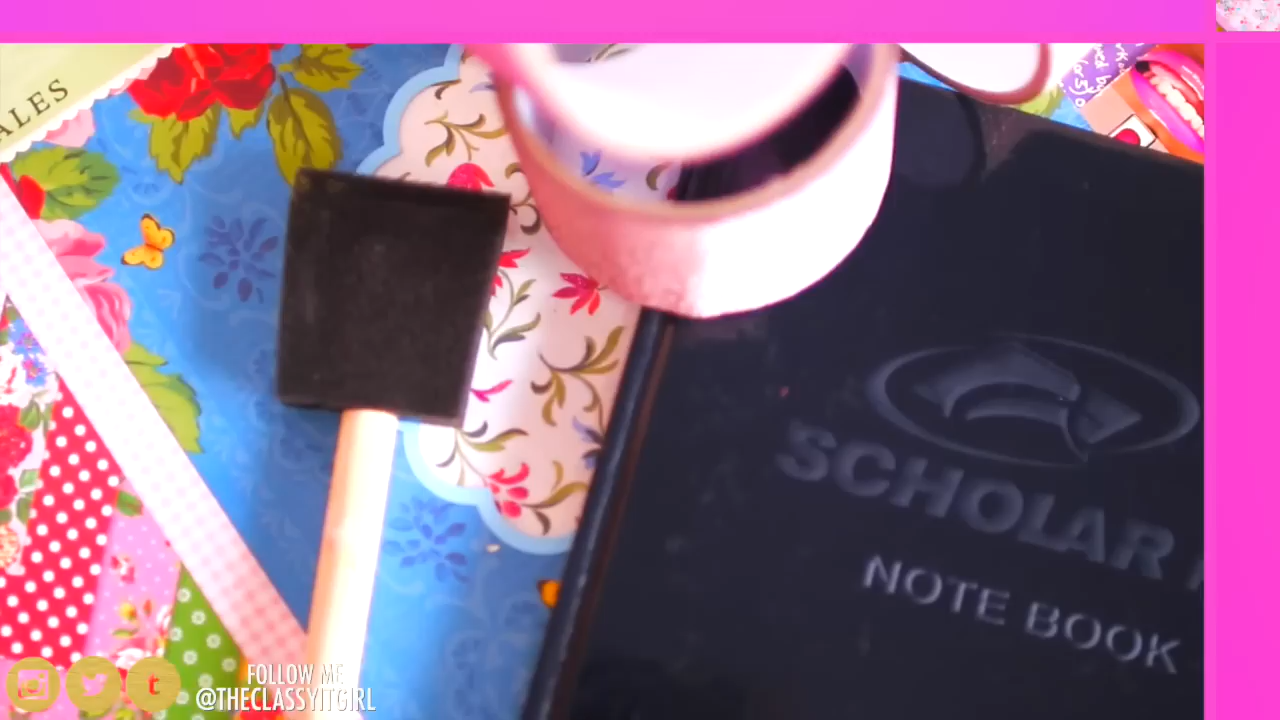 ALES
SCHOLAR
NOTE BOOK
FOLLOW ME
@THECLASSYITGIRL